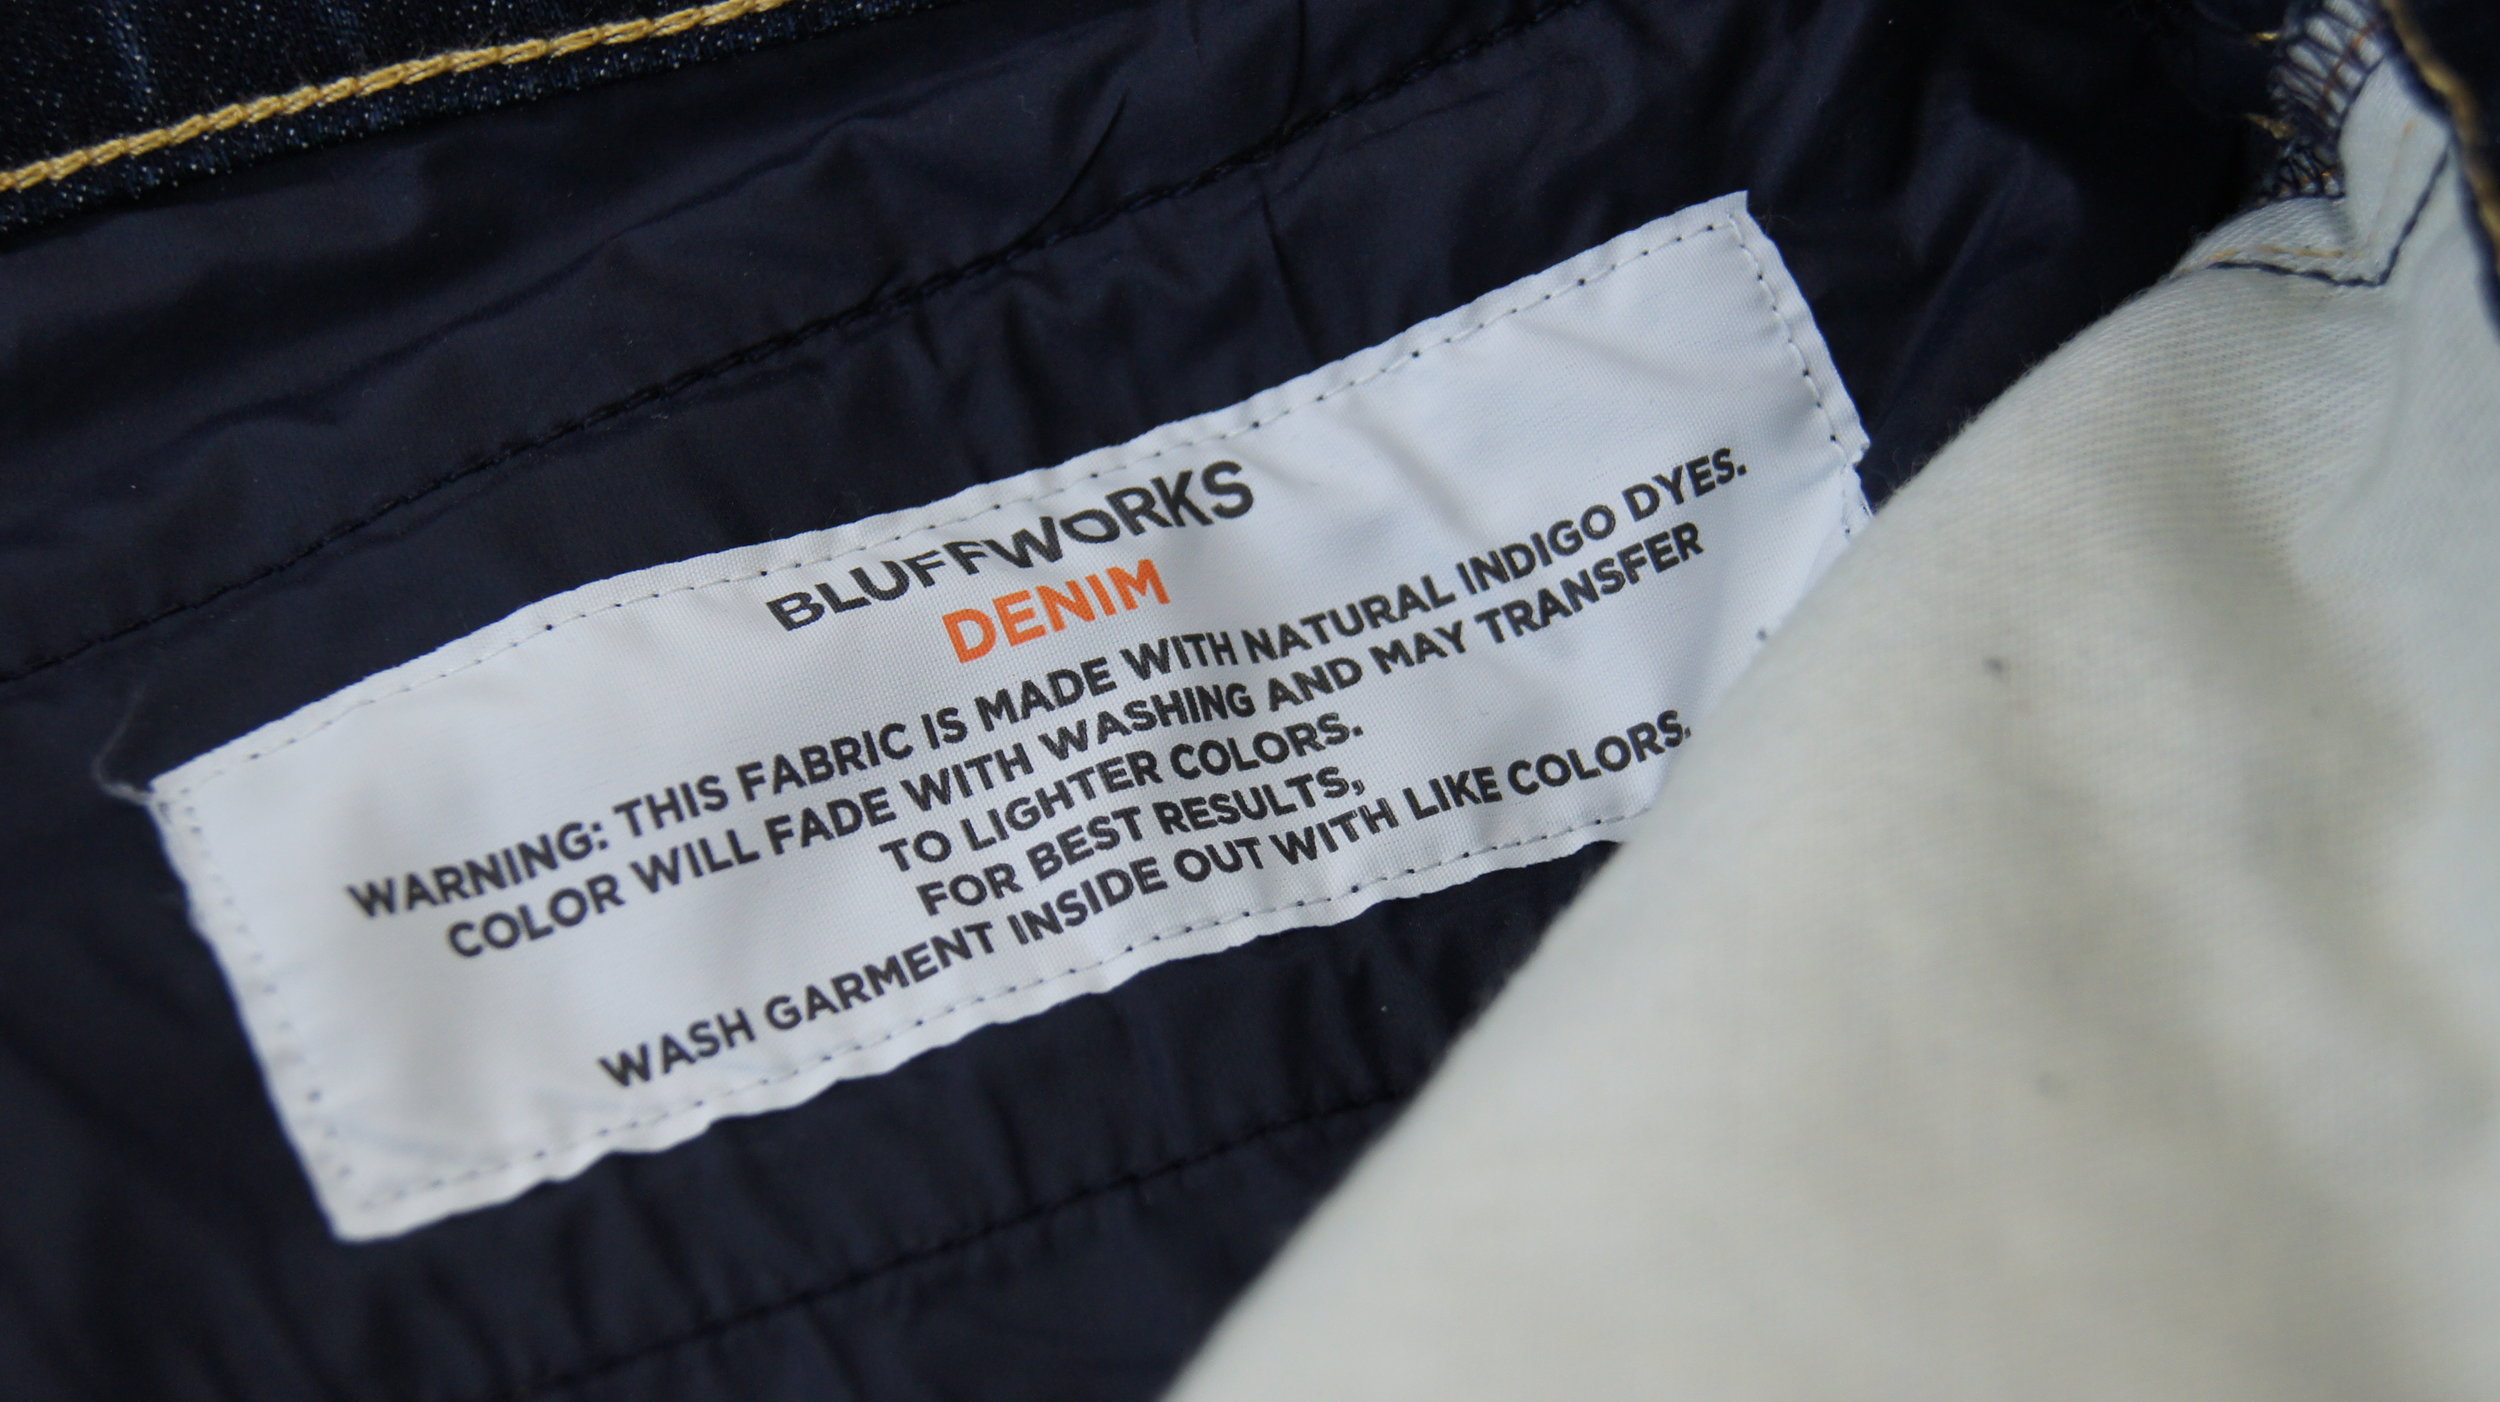 BLUFFWORKS
DENIM
WARNING: THIS FABRIC IS MADE WITH NATURAL INDIGO DYES.
COLOR WILL FADE WITH WASHING AND MAY TRANSFER
TO LIGHTER COLORS.
FOR BEST RESULTS,
WASH GARMENT INSIDE OUT WITH LIKE COLORS.